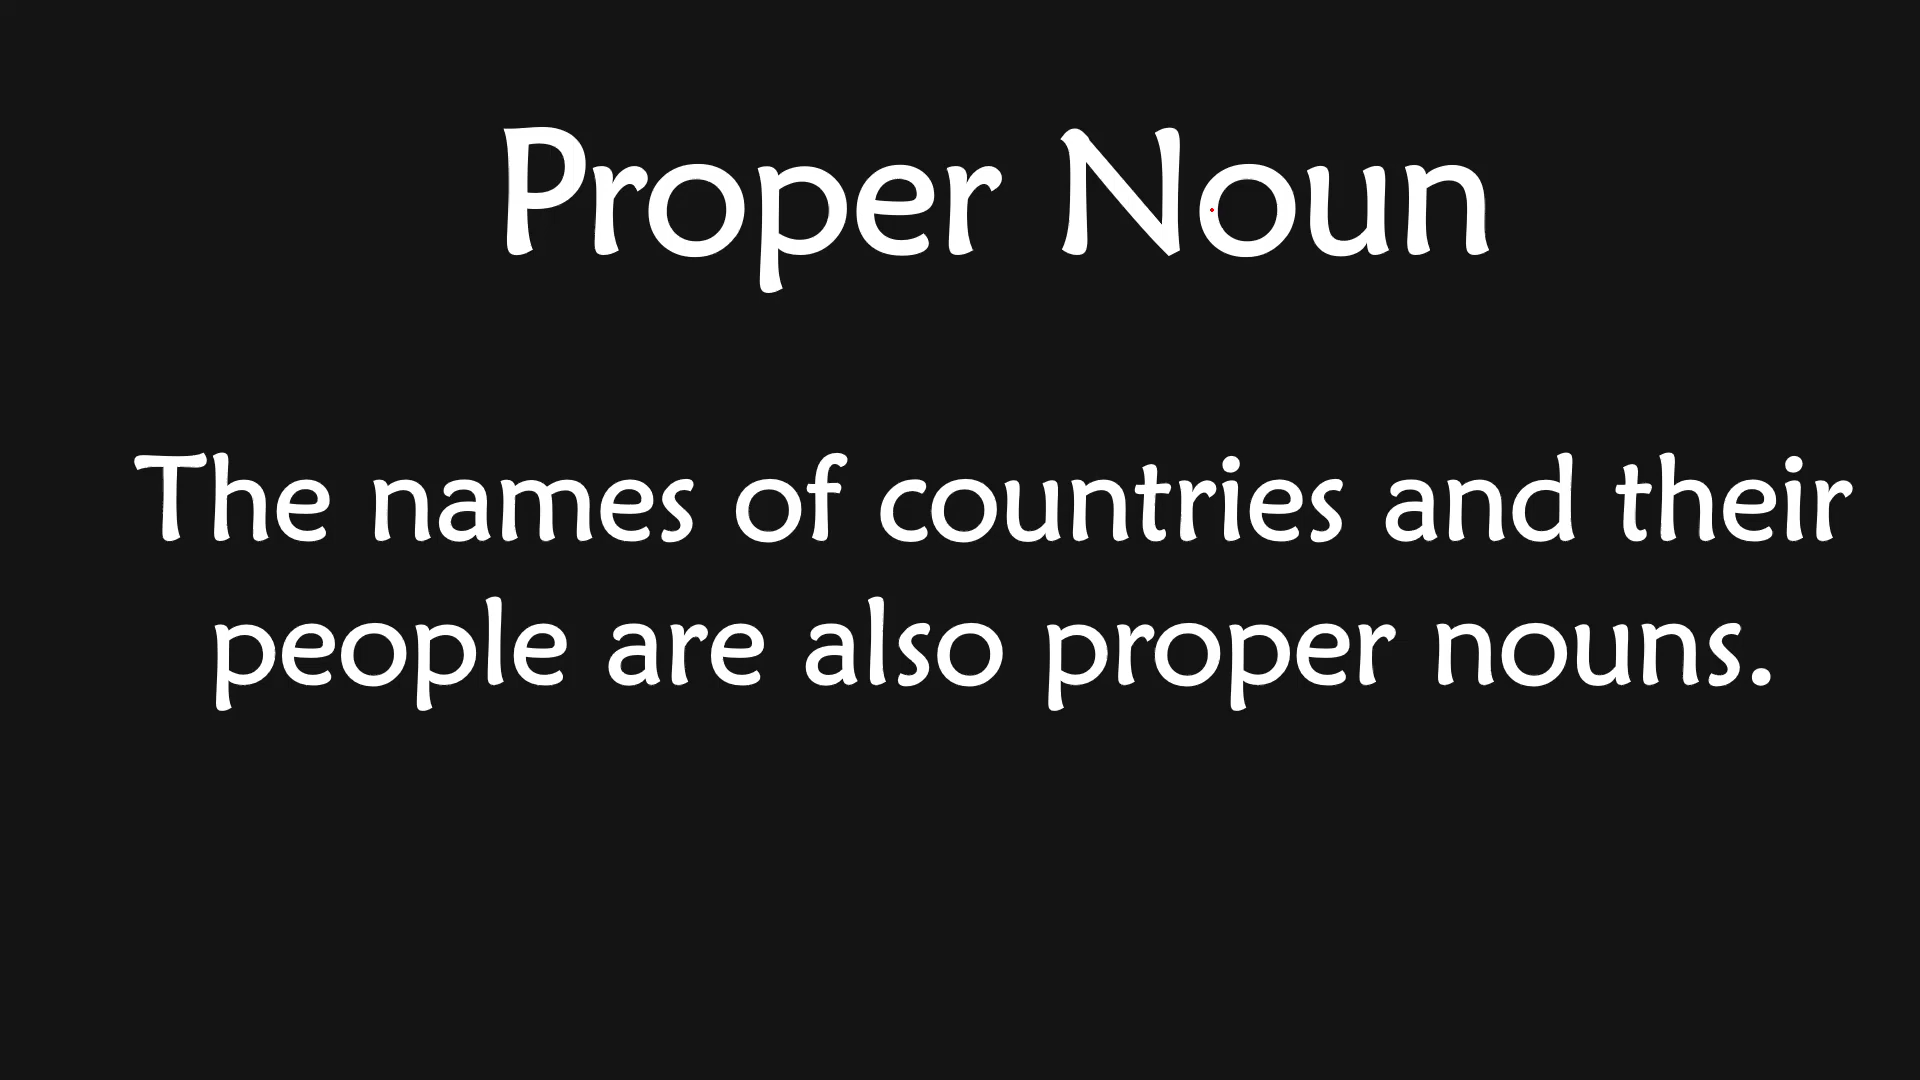 Proper Noun
The names of countries and their
people are also proper nouns.